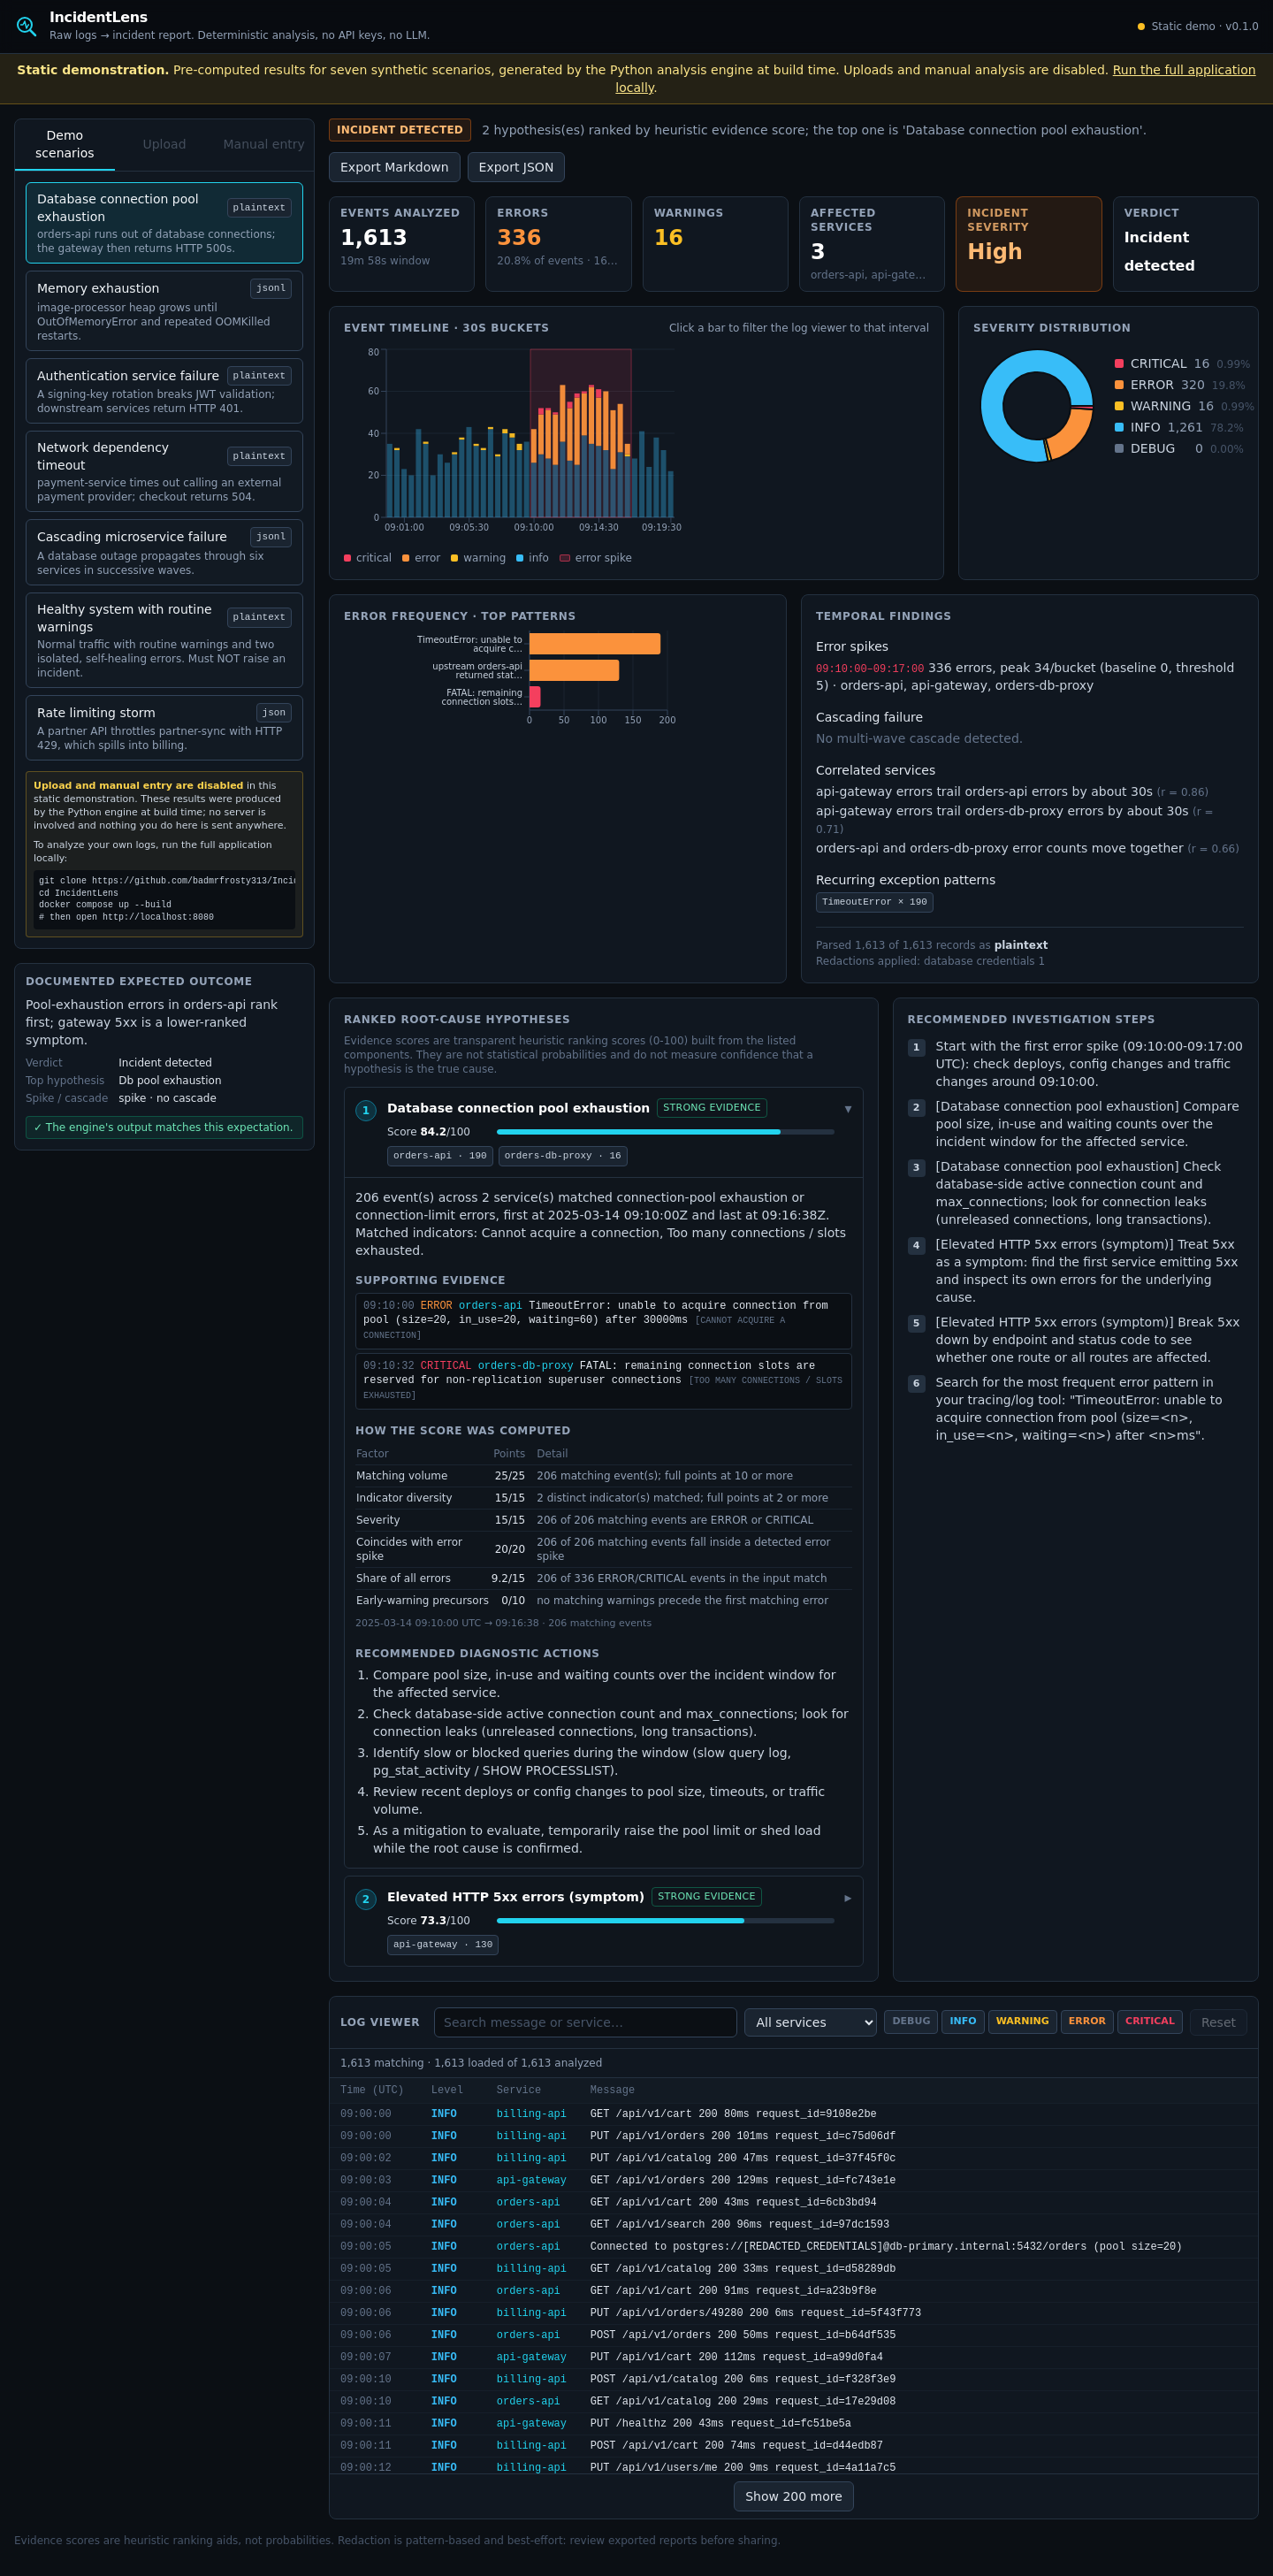 IncidentLens
Raw logs → incident report. Deterministic analysis, no API keys, no LLM.
Static demo · v0.1.0
Static demonstration. Pre-computed results for seven synthetic scenarios, generated by the Python analysis engine at build time. Uploads and manual analysis are disabled. Run the full application
locally.
Demo
scenarios
Upload
Manual entry
Database connection pool
exhaustion
plaintext
orders-api runs out of database connections;
the gateway then returns HTTP 500s.
Memory exhaustion
jsonl
image-processor heap grows until
OutOfMemoryError and repeated OOMKilled
restarts.
Authentication service failure
plaintext
A signing-key rotation breaks JWT validation;
downstream services return HTTP 401.
Network dependency
timeout
plaintext
payment-service times out calling an external
payment provider; checkout returns 504.
Cascading microservice failure
jsonl
A database outage propagates through six
services in successive waves.
Healthy system with routine
warnings
plaintext
Normal traffic with routine warnings and two
isolated, self-healing errors. Must NOT raise an
incident.
Rate limiting storm
json
A partner API throttles partner-sync with HTTP
429, which spills into billing.
Upload and manual entry are disabled in this
static demonstration. These results were produced
by the Python engine at build time; no server is
involved and nothing you do here is sent anywhere.
To analyze your own logs, run the full application
locally:
git clone https://github.com/badmrfrosty313/Incin
cd IncidentLens
docker compose up --build
# then open http://localhost:8080
DOCUMENTED EXPECTED OUTCOME
Pool-exhaustion errors in orders-api rank
first; gateway 5xx is a lower-ranked
symptom.
Verdict Incident detected
Top hypothesis Db pool exhaustion
Spike / cascade spike · no cascade
✓ The engine's output matches this expectation.
INCIDENT DETECTED
2 hypothesis(es) ranked by heuristic evidence score; the top one is 'Database connection pool exhaustion'.
Export Markdown
Export JSON
EVENTS ANALYZED
1,613
19m 58s window
ERRORS
336
20.8% of events · 16…
WARNINGS
16
AFFECTED
SERVICES
3
orders-api, api-gate…
INCIDENT
SEVERITY
High
VERDICT
Incident
detected
EVENT TIMELINE · 30S BUCKETS
Click a bar to filter the log viewer to that interval
80
60
40
20
0
09:01:00 09:05:30 09:10:00 09:14:30 09:19:30
critical error warning info error spike
SEVERITY DISTRIBUTION
CRITICAL 16 0.99%
ERROR 320 19.8%
WARNING 16 0.99%
INFO 1,261 78.2%
DEBUG 0 0.00%
ERROR FREQUENCY · TOP PATTERNS
TimeoutError: unable to
acquire c…
upstream orders-api
returned stat…
FATAL: remaining
connection slots…
0 50 100 150 200
TEMPORAL FINDINGS
Error spikes
09:10:00–09:17:00 336 errors, peak 34/bucket (baseline 0, threshold
5) · orders-api, api-gateway, orders-db-proxy
Cascading failure
No multi-wave cascade detected.
Correlated services
api-gateway errors trail orders-api errors by about 30s (r = 0.86)
api-gateway errors trail orders-db-proxy errors by about 30s (r =
0.71)
orders-api and orders-db-proxy error counts move together (r = 0.66)
Recurring exception patterns
TimeoutError × 190
Parsed 1,613 of 1,613 records as plaintext
Redactions applied: database credentials 1
RANKED ROOT-CAUSE HYPOTHESES
Evidence scores are transparent heuristic ranking scores (0-100) built from the listed
components. They are not statistical probabilities and do not measure confidence that a
hypothesis is the true cause.
1 Database connection pool exhaustion STRONG EVIDENCE ▼
Score 84.2/100
orders-api · 190 orders-db-proxy · 16
206 event(s) across 2 service(s) matched connection-pool exhaustion or
connection-limit errors, first at 2025-03-14 09:10:00Z and last at 09:16:38Z.
Matched indicators: Cannot acquire a connection, Too many connections / slots
exhausted.
SUPPORTING EVIDENCE
09:10:00 ERROR orders-api TimeoutError: unable to acquire connection from
pool (size=20, in_use=20, waiting=60) after 30000ms [CANNOT ACQUIRE A
CONNECTION]
09:10:32 CRITICAL orders-db-proxy FATAL: remaining connection slots are
reserved for non-replication superuser connections [TOO MANY CONNECTIONS / SLOTS
EXHAUSTED]
HOW THE SCORE WAS COMPUTED
Factor Points Detail
Matching volume 25/25 206 matching event(s); full points at 10 or more
Indicator diversity 15/15 2 distinct indicator(s) matched; full points at 2 or more
Severity 15/15 206 of 206 matching events are ERROR or CRITICAL
Coincides with error
spike
20/20
206 of 206 matching events fall inside a detected error
spike
Share of all errors 9.2/15 206 of 336 ERROR/CRITICAL events in the input match
Early-warning precursors 0/10 no matching warnings precede the first matching error
2025-03-14 09:10:00 UTC → 09:16:38 · 206 matching events
RECOMMENDED DIAGNOSTIC ACTIONS
1. Compare pool size, in-use and waiting counts over the incident window for
the affected service.
2. Check database-side active connection count and max_connections; look for
connection leaks (unreleased connections, long transactions).
3. Identify slow or blocked queries during the window (slow query log,
pg_stat_activity / SHOW PROCESSLIST).
4. Review recent deploys or config changes to pool size, timeouts, or traffic
volume.
5. As a mitigation to evaluate, temporarily raise the pool limit or shed load
while the root cause is confirmed.
2 Elevated HTTP 5xx errors (symptom) STRONG EVIDENCE ▶
Score 73.3/100
api-gateway · 130
RECOMMENDED INVESTIGATION STEPS
1 Start with the first error spike (09:10:00-09:17:00
UTC): check deploys, config changes and traffic
changes around 09:10:00.
2 [Database connection pool exhaustion] Compare
pool size, in-use and waiting counts over the
incident window for the affected service.
3 [Database connection pool exhaustion] Check
database-side active connection count and
max_connections; look for connection leaks
(unreleased connections, long transactions).
4 [Elevated HTTP 5xx errors (symptom)] Treat 5xx
as a symptom: find the first service emitting 5xx
and inspect its own errors for the underlying
cause.
5 [Elevated HTTP 5xx errors (symptom)] Break 5xx
down by endpoint and status code to see
whether one route or all routes are affected.
6 Search for the most frequent error pattern in
your tracing/log tool: "TimeoutError: unable to
acquire connection from pool (size=<n>,
in_use=<n>, waiting=<n>) after <n>ms".
LOG VIEWER
Search message or service…
All services
DEBUG INFO WARNING ERROR CRITICAL
Reset
1,613 matching · 1,613 loaded of 1,613 analyzed
Time (UTC) Level Service Message
09:00:00 INFO billing-api GET /api/v1/cart 200 80ms request_id=9108e2be
09:00:00 INFO billing-api PUT /api/v1/orders 200 101ms request_id=c75d06df
09:00:02 INFO billing-api PUT /api/v1/catalog 200 47ms request_id=37f45f0c
09:00:03 INFO api-gateway GET /api/v1/orders 200 129ms request_id=fc743e1e
09:00:04 INFO orders-api GET /api/v1/cart 200 43ms request_id=6cb3bd94
09:00:04 INFO orders-api GET /api/v1/search 200 96ms request_id=97dc1593
09:00:05 INFO orders-api Connected to postgres://[REDACTED_CREDENTIALS]@db-primary.internal:5432/orders (pool size=20)
09:00:05 INFO billing-api GET /api/v1/catalog 200 33ms request_id=d58289db
09:00:06 INFO orders-api GET /api/v1/cart 200 91ms request_id=a23b9f8e
09:00:06 INFO billing-api PUT /api/v1/orders/49280 200 6ms request_id=5f43f773
09:00:06 INFO orders-api POST /api/v1/orders 200 50ms request_id=b64df535
09:00:07 INFO api-gateway PUT /api/v1/cart 200 112ms request_id=a99d0fa4
09:00:10 INFO billing-api POST /api/v1/catalog 200 6ms request_id=f328f3e9
09:00:10 INFO orders-api GET /api/v1/catalog 200 29ms request_id=17e29d08
09:00:11 INFO api-gateway PUT /healthz 200 43ms request_id=fc51be5a
09:00:11 INFO billing-api POST /api/v1/cart 200 74ms request_id=d44edb87
09:00:12 INFO billing-api PUT /api/v1/users/me 200 9ms request_id=4a11a7c5
Show 200 more
Evidence scores are heuristic ranking aids, not probabilities. Redaction is pattern-based and best-effort: review exported reports before sharing.